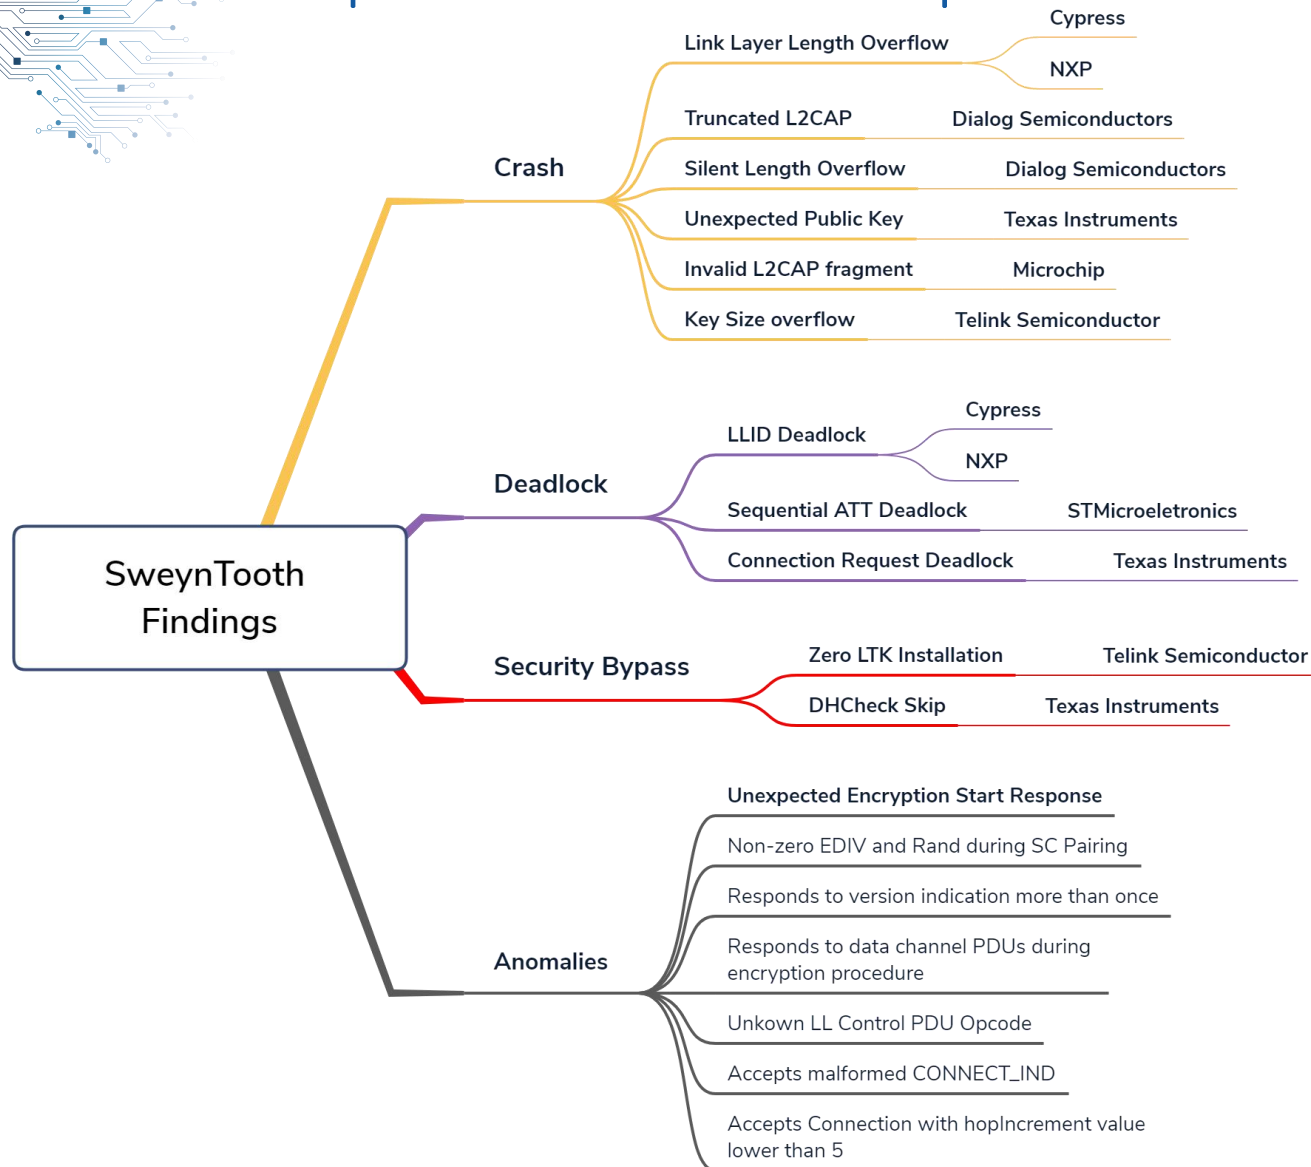 SweynTooth
Findings
Crash
Link Layer Length Overflow
Cypress
NXP
Truncated L2CAP
Dialog Semiconductors
Silent Length Overflow
Dialog Semiconductors
Unexpected Public Key
Texas Instruments
Invalid L2CAP fragment
Microchip
Key Size overflow
Telink Semiconductor
Deadlock
LLID Deadlock
Cypress
NXP
Sequential ATT Deadlock
STMicroeletronics
Connection Request Deadlock
Texas Instruments
Security Bypass
Zero LTK Installation
Telink Semiconductor
DHCheck Skip
Texas Instruments
Anomalies
Unexpected Encryption Start Response
Non-zero EDIV and Rand during SC Pairing
Responds to version indication more than once
Responds to data channel PDUs during
encryption procedure
Unkown LL Control PDU Opcode
Accepts malformed CONNECT_IND
Accepts Connection with hopIncrement value
lower than 5